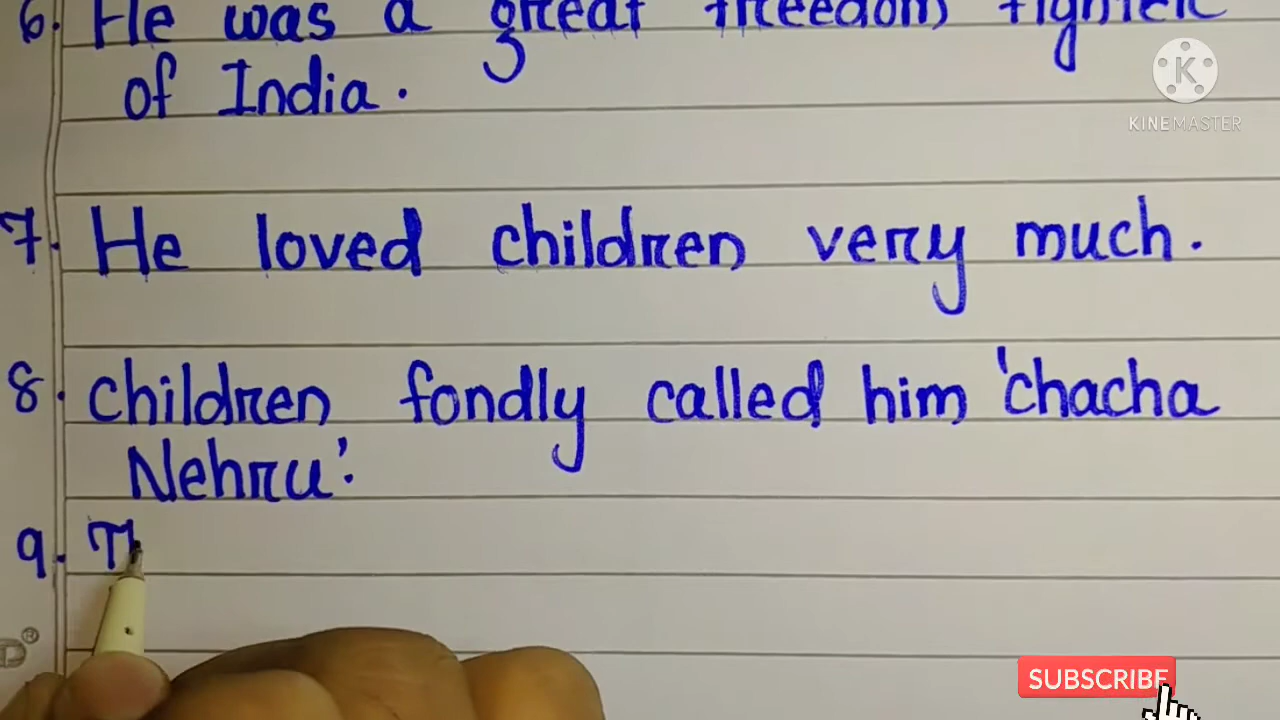 6. He was a great freedom fighter
of India.
7. He loved children very much.
8. children fondly called him 'chacha
Nehru'.
9. Th
K
KINEMASTER
D®
SUBSCRIBE